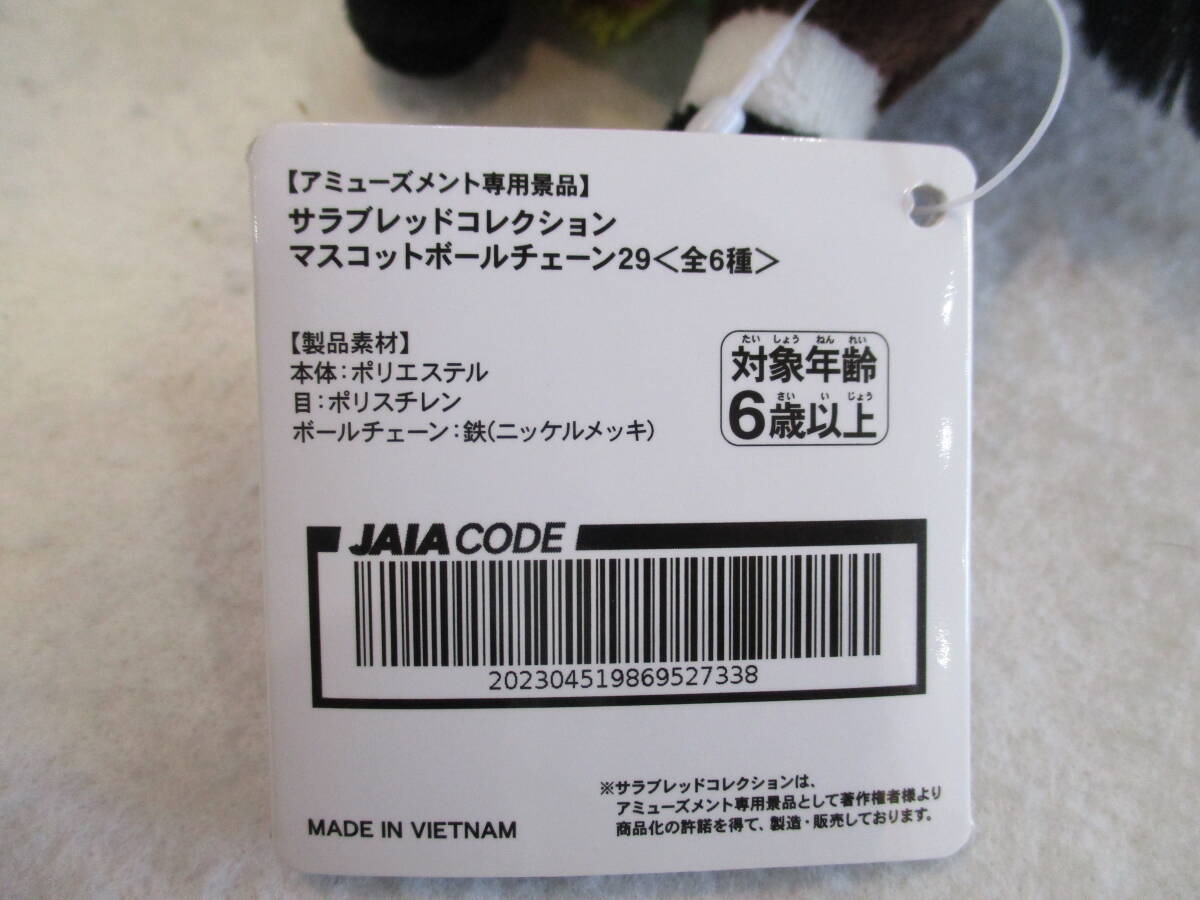 【アミューズメント専用景品】
サラブレッドコレクション
マスコットボールチェーン29＜全6種＞
【製品素材】
本体：ポリエステル
目：ポリスチレン
ボールチェーン：鉄(ニッケルメッキ)
たいしょうねんれい
対象年齢
さいいじょう
6歳以上
JAIA CODE
202304519869527338
※サラブレッドコレクションは、
アミューズメント専用景品として著作権者様より
商品化の許諾を得て、製造・販売しております。
MADE IN VIETNAM